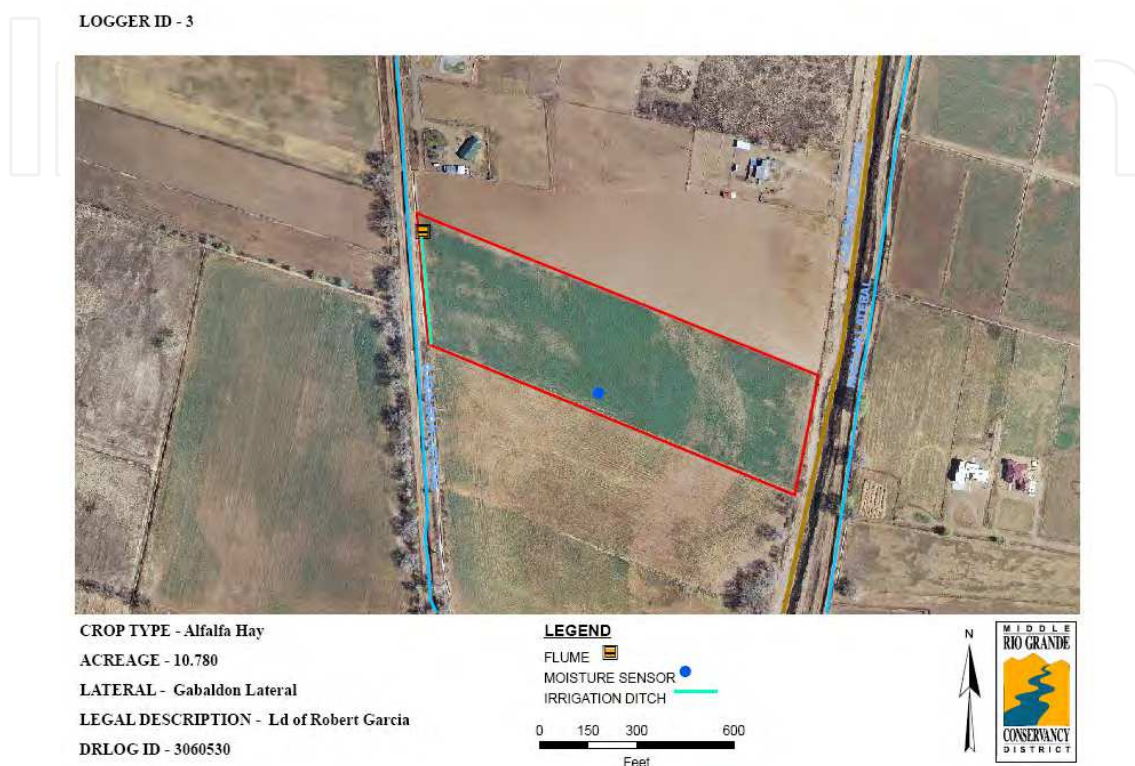 LOGGER ID - 3
LATERAL
CROP TYPE - Alfalfa Hay
ACREAGE - 10.780
LATERAL - Gabaldon Lateral
LEGAL DESCRIPTION - Ld of Robert Garcia
DRLOG ID - 3060530
LEGEND
FLUME
MOISTURE SENSOR
IRRIGATION DITCH
0 150 300 600
Feet
N
MIDDLE
RIO GRANDE
CONSERVANCY
DISTRICT